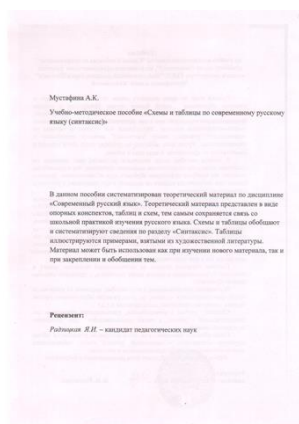 Мустафина А.К.
Учебно-методическое пособие «Схемы и таблицы по современному русскому
языку (синтаксис)»
В данном пособии систематизирован теоретический материал по дисциплине
«Современный русский язык». Теоретический материал представлен в виде
опорных конспектов, таблиц и схем, тем самым сохраняется связь со
школьной практикой изучения русского языка. Схемы и таблицы обобщают
и систематизируют сведения по разделу «Синтаксис». Таблицы
иллюстрируются примерами, взятыми из художественной литературы.
Материал может быть использован как при изучении нового материала, так и
при закреплении и обобщении тем.
Рецензент:
Я.И. – кандидат педагогических наук